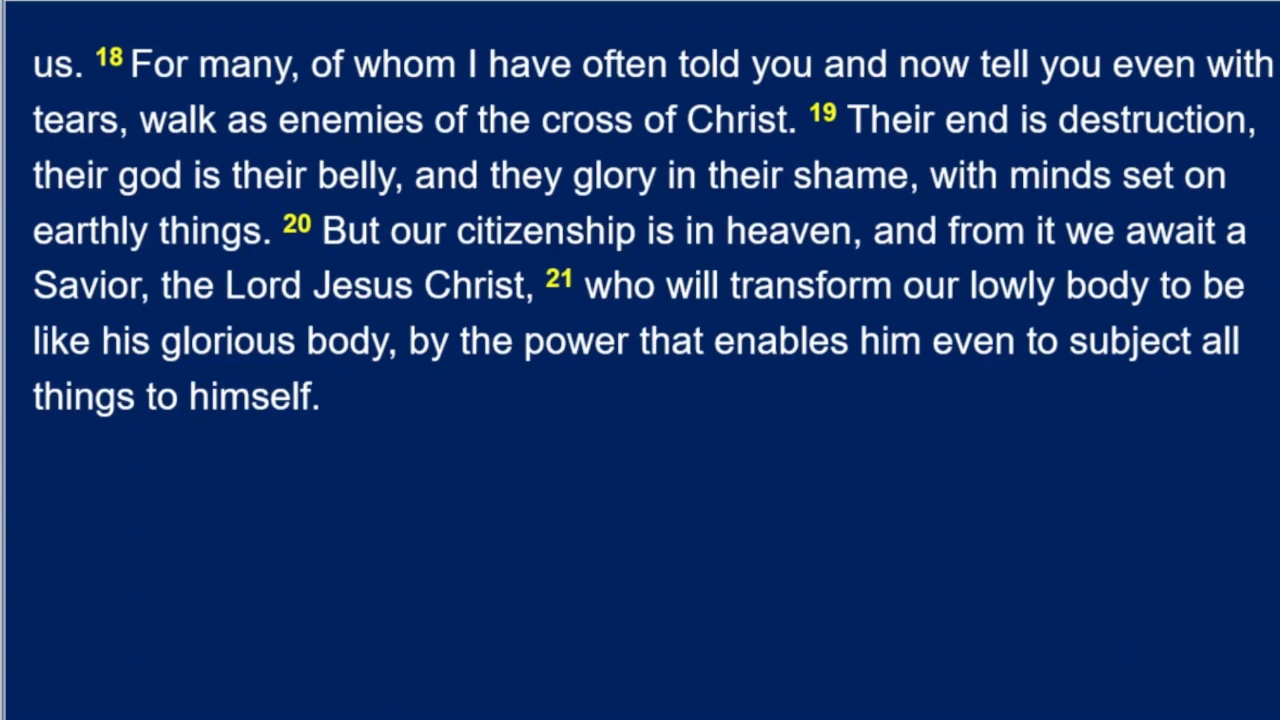 us. 18 For many, of whom I have often told you and now tell you even with
tears, walk as enemies of the cross of Christ. 19 Their end is destruction,
their god is their belly, and they glory in their shame, with minds set on
earthly things. 20 But our citizenship is in heaven, and from it we await a
Savior, the Lord Jesus Christ, 21 who will transform our lowly body to be
like his glorious body, by the power that enables him even to subject all
things to himself.